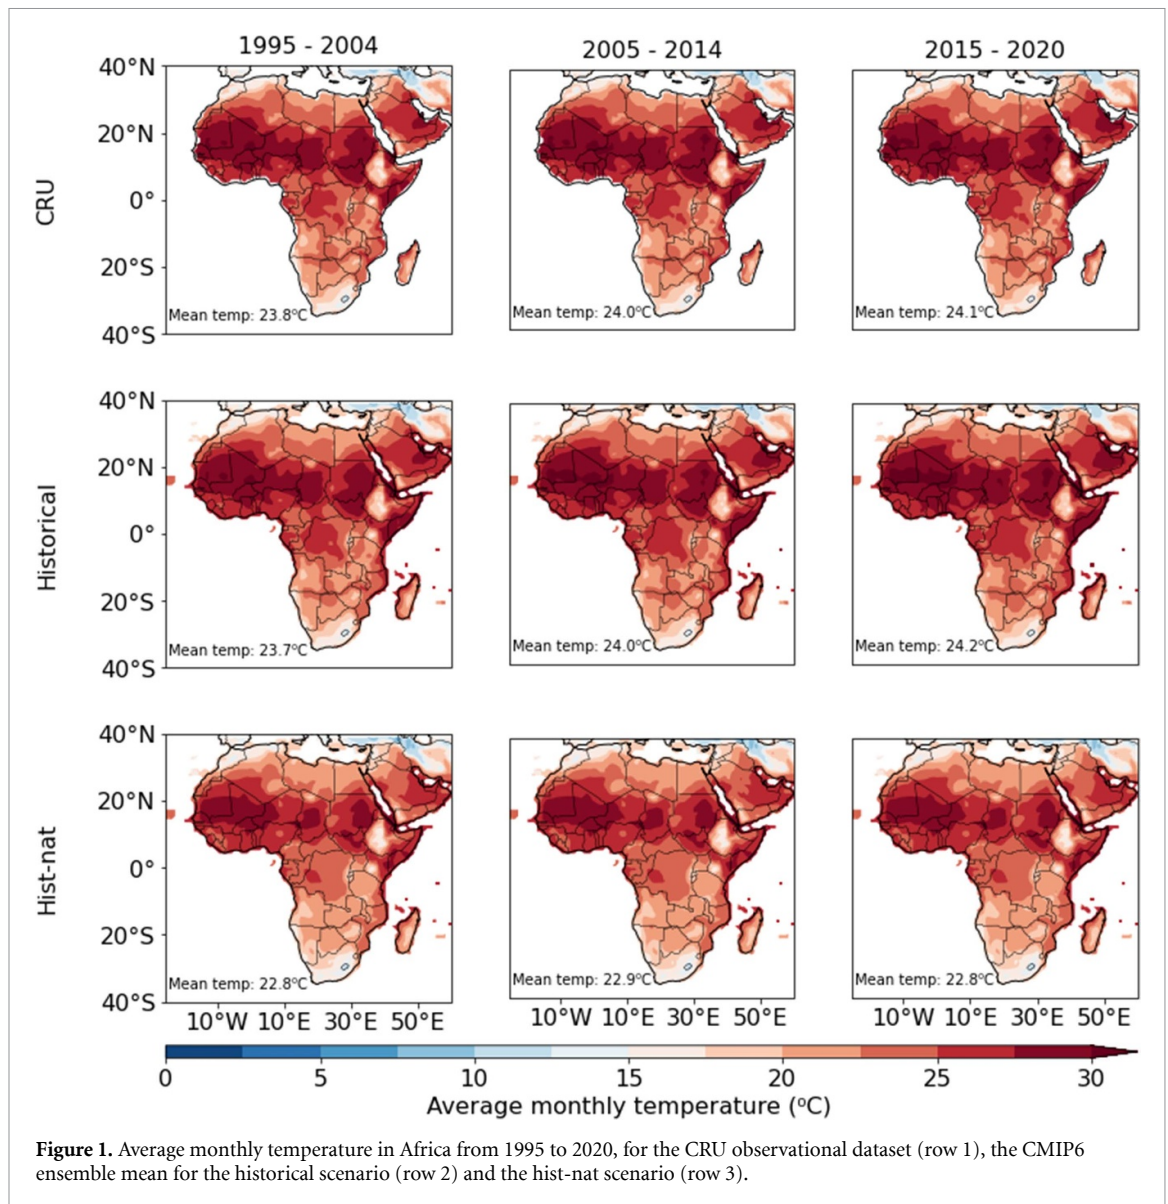 1995 - 2004
2005 - 2014
2015 - 2020
40°N
20°N
0°
20°S
40°S
CRU
Mean temp: 23.8°C
Mean temp: 24.0°C
Mean temp: 24.1°C
40°N
20°N
0°
20°S
40°S
Historical
Mean temp: 23.7°C
Mean temp: 24.0°C
Mean temp: 24.2°C
40°N
20°N
0°
20°S
40°S
Hist-nat
Mean temp: 22.8°C
Mean temp: 22.9°C
Mean temp: 22.8°C
10°W 10°E 30°E 50°E
10°W 10°E 30°E 50°E
10°W 10°E 30°E 50°E
0 5 10 15 20 25 30
Average monthly temperature (°C)
Figure 1. Average monthly temperature in Africa from 1995 to 2020, for the CRU observational dataset (row 1), the CMIP6
ensemble mean for the historical scenario (row 2) and the hist-nat scenario (row 3).